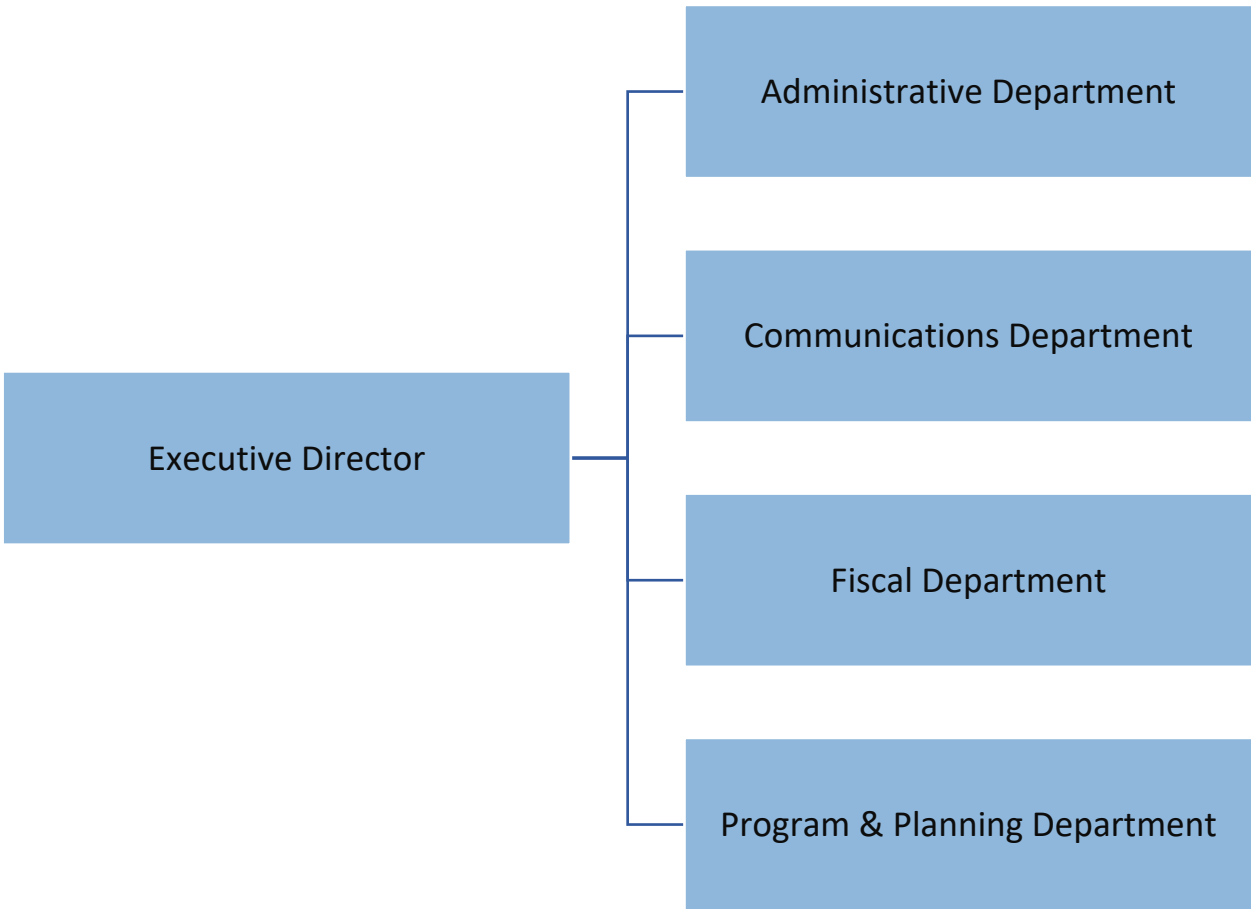 Administrative Department
Communications Department
Executive Director
Fiscal Department
Program & Planning Department